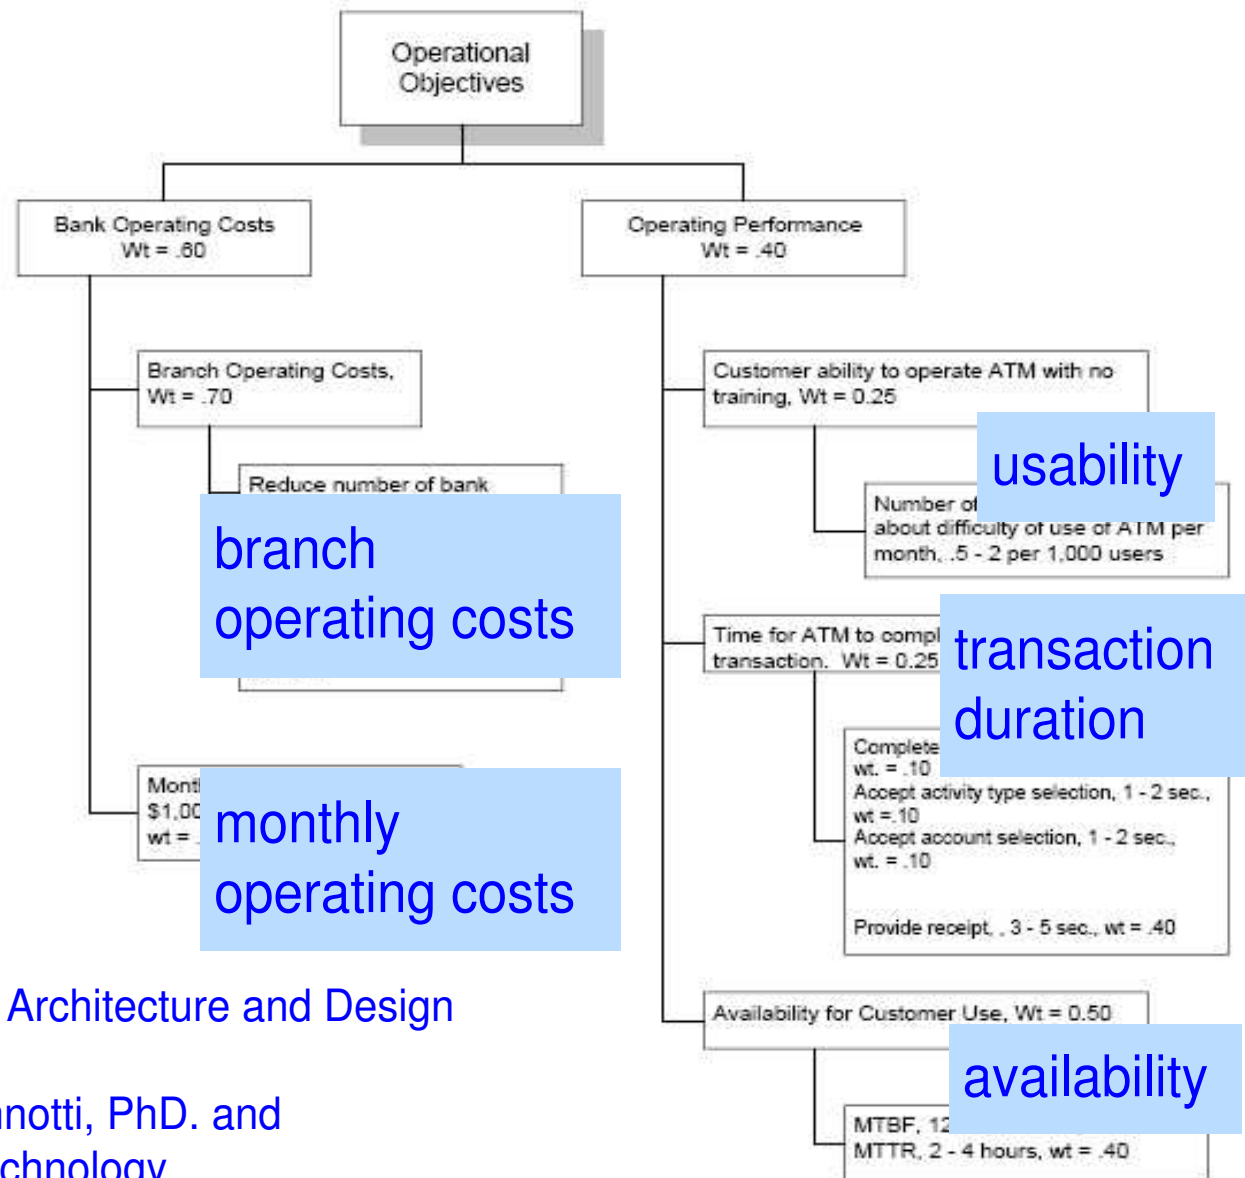 Operational
Objectives
Bank Operating Costs
Wt = .60
Operating Performance
Wt = .40
Branch Operating Costs,
Wt = .70
Reduce number of bank
branch
operating costs
monthly
operating costs
Customer ability to operate ATM with no
training, Wt = 0.25
usability
Number of
about difficulty of use of ATM per
month, .5 - 2 per 1,000 users
Time for ATM to
transaction. Wt = 0.25
transaction
duration
Complete
wt. = .10
Accept activity type selection, 1 - 2 sec.,
wt =.10
Accept account selection, 1 - 2 sec.,
wt. = .10
Provide receipt, . 3 - 5 sec., wt = .40
Availability for Customer Use, Wt = 0.50
availability
MTBF,
MTTR, 2 - 4 hours, wt = .40
Architecture and Design
PhD. and